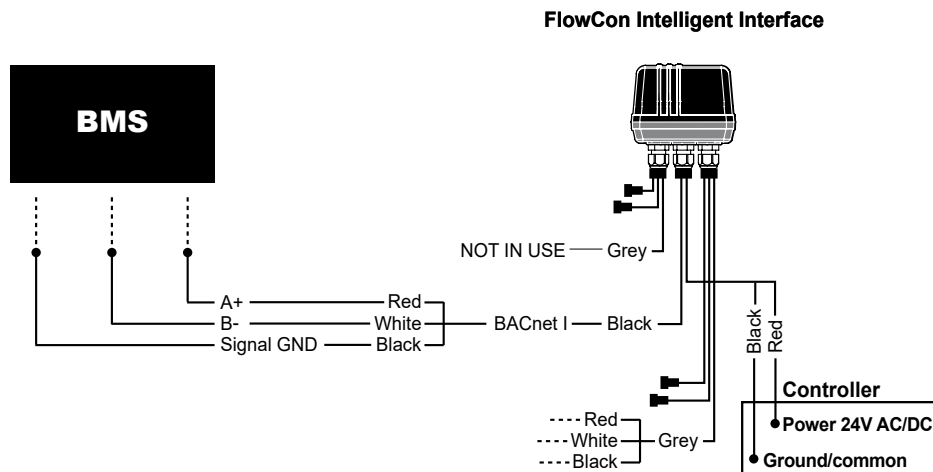 FlowCon Intelligent Interface
BMS
NOT IN USE Grey
A+ Red
B- White BACnet I Black
Signal GND Black
Black
Red
Controller
Power 24V AC/DC
Ground/common
Red
White Grey
Black